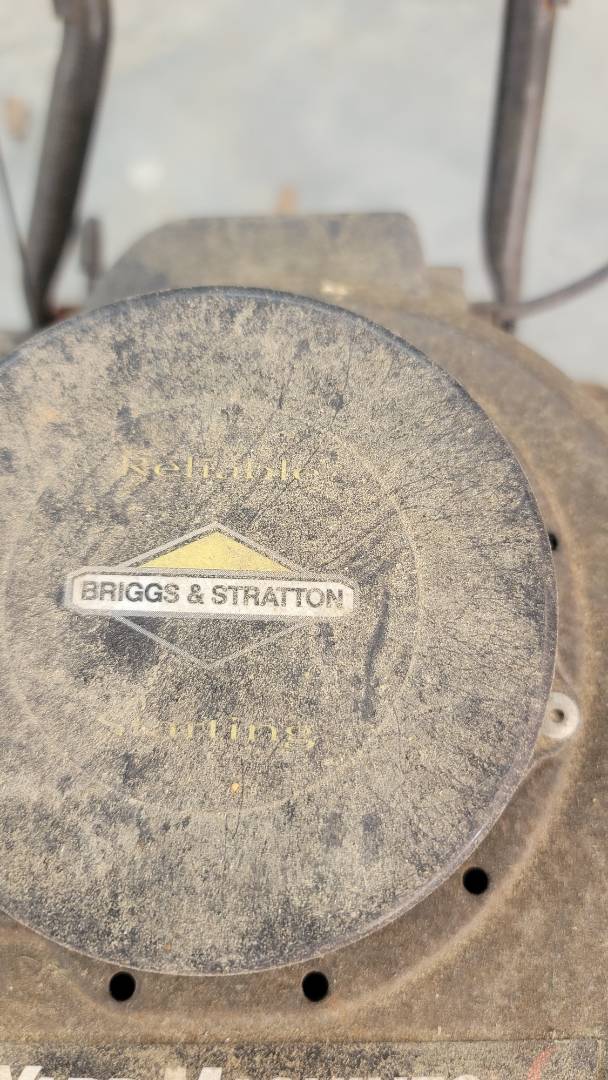 Reliable
BRIGGS & STRATTON
Starting